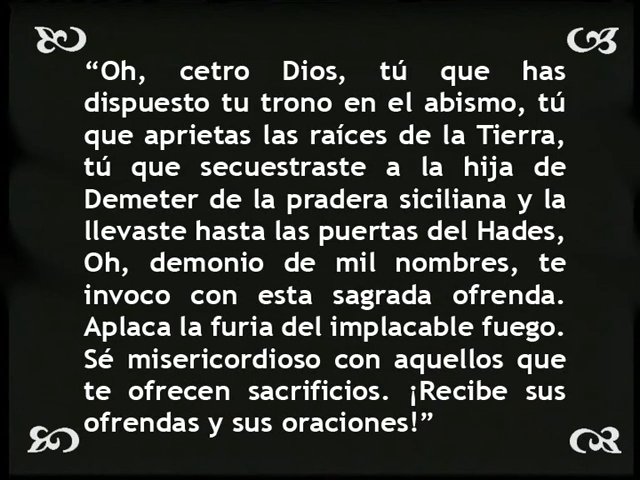 “Oh, cetro Dios, tú que has
dispuesto tu trono en el abismo, tú
que aprietas las raíces de la Tierra,
tú que secuestraste a la hija de
Demeter de la pradera siciliana y la
llevaste hasta las puertas del Hades,
Oh, demonio de mil nombres, te
invoco con esta sagrada ofrenda.
Aplaca la furia del implacable fuego.
Sé misericordioso con aquellos que
te ofrecen sacrificios. ¡Recibe sus
ofrendas y sus oraciones!”